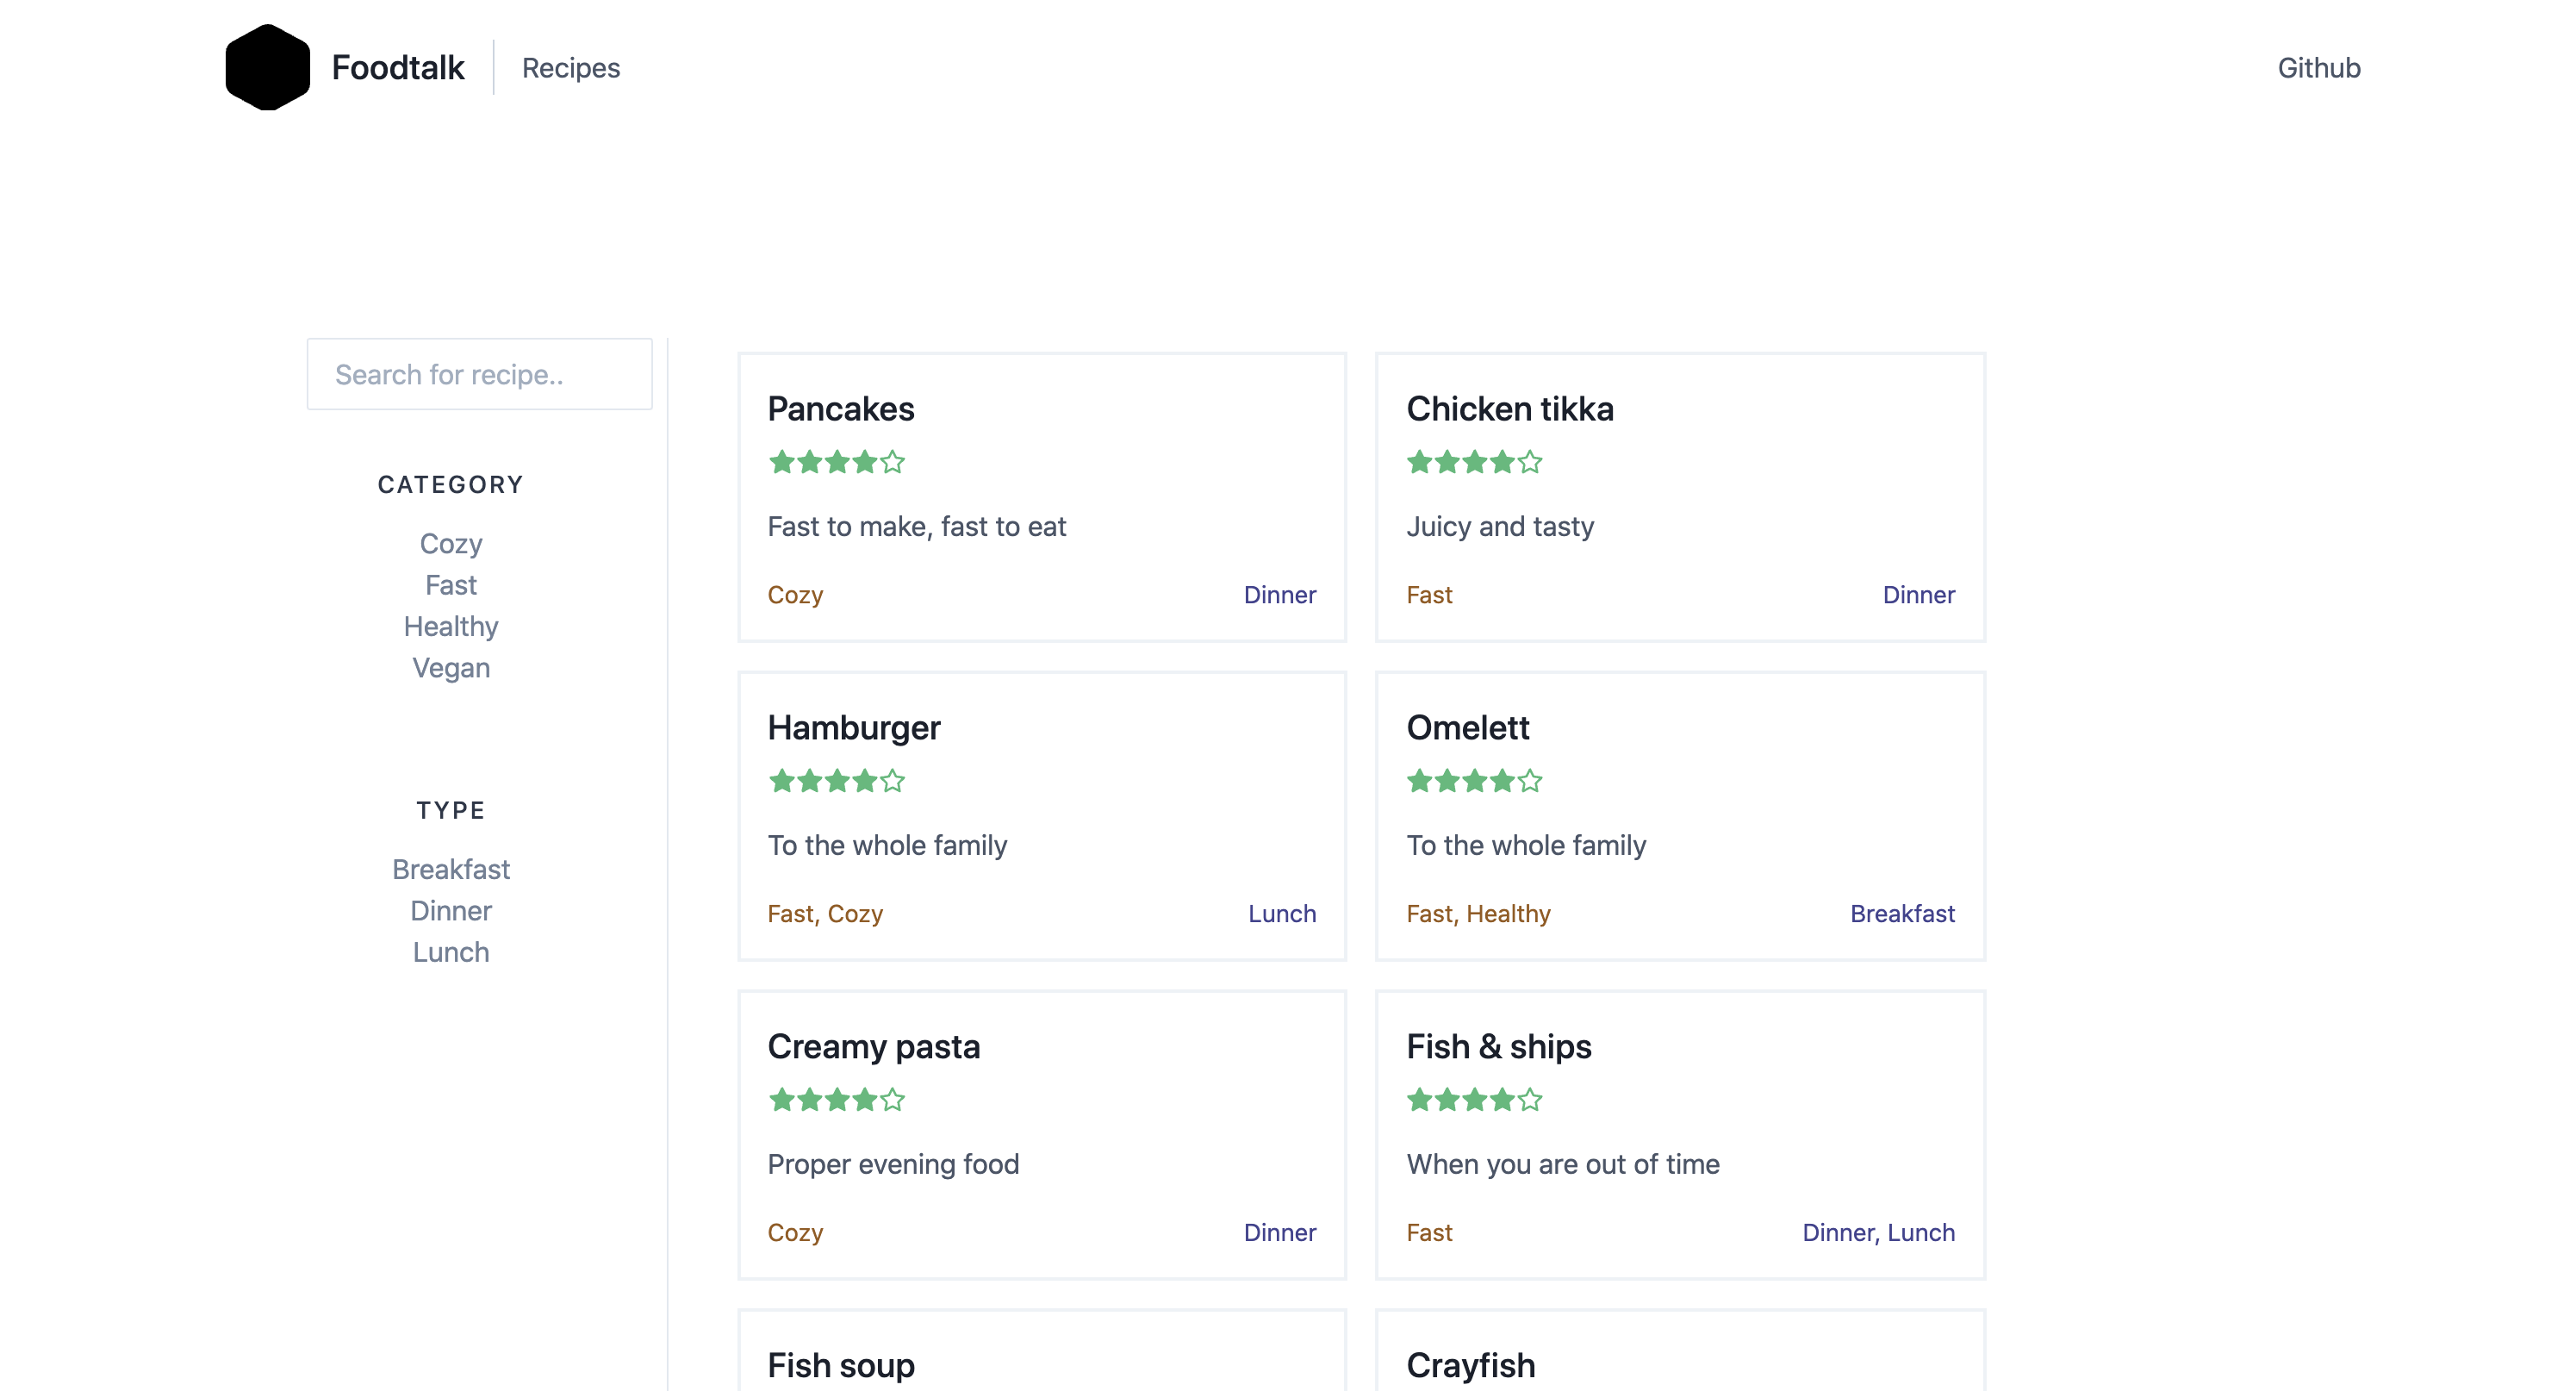 Foodtalk
Recipes
Github
Search for recipe..
CATEGORY
Cozy
Fast
Healthy
Vegan
TYPE
Breakfast
Dinner
Lunch
Pancakes
Fast to make, fast to eat
Cozy
Dinner
Chicken tikka
Juicy and tasty
Fast
Dinner
Hamburger
To the whole family
Fast, Cozy
Lunch
Omelett
To the whole family
Fast, Healthy
Breakfast
Creamy pasta
Proper evening food
Cozy
Dinner
Fish & ships
When you are out of time
Fast
Dinner, Lunch
Fish soup
Crayfish